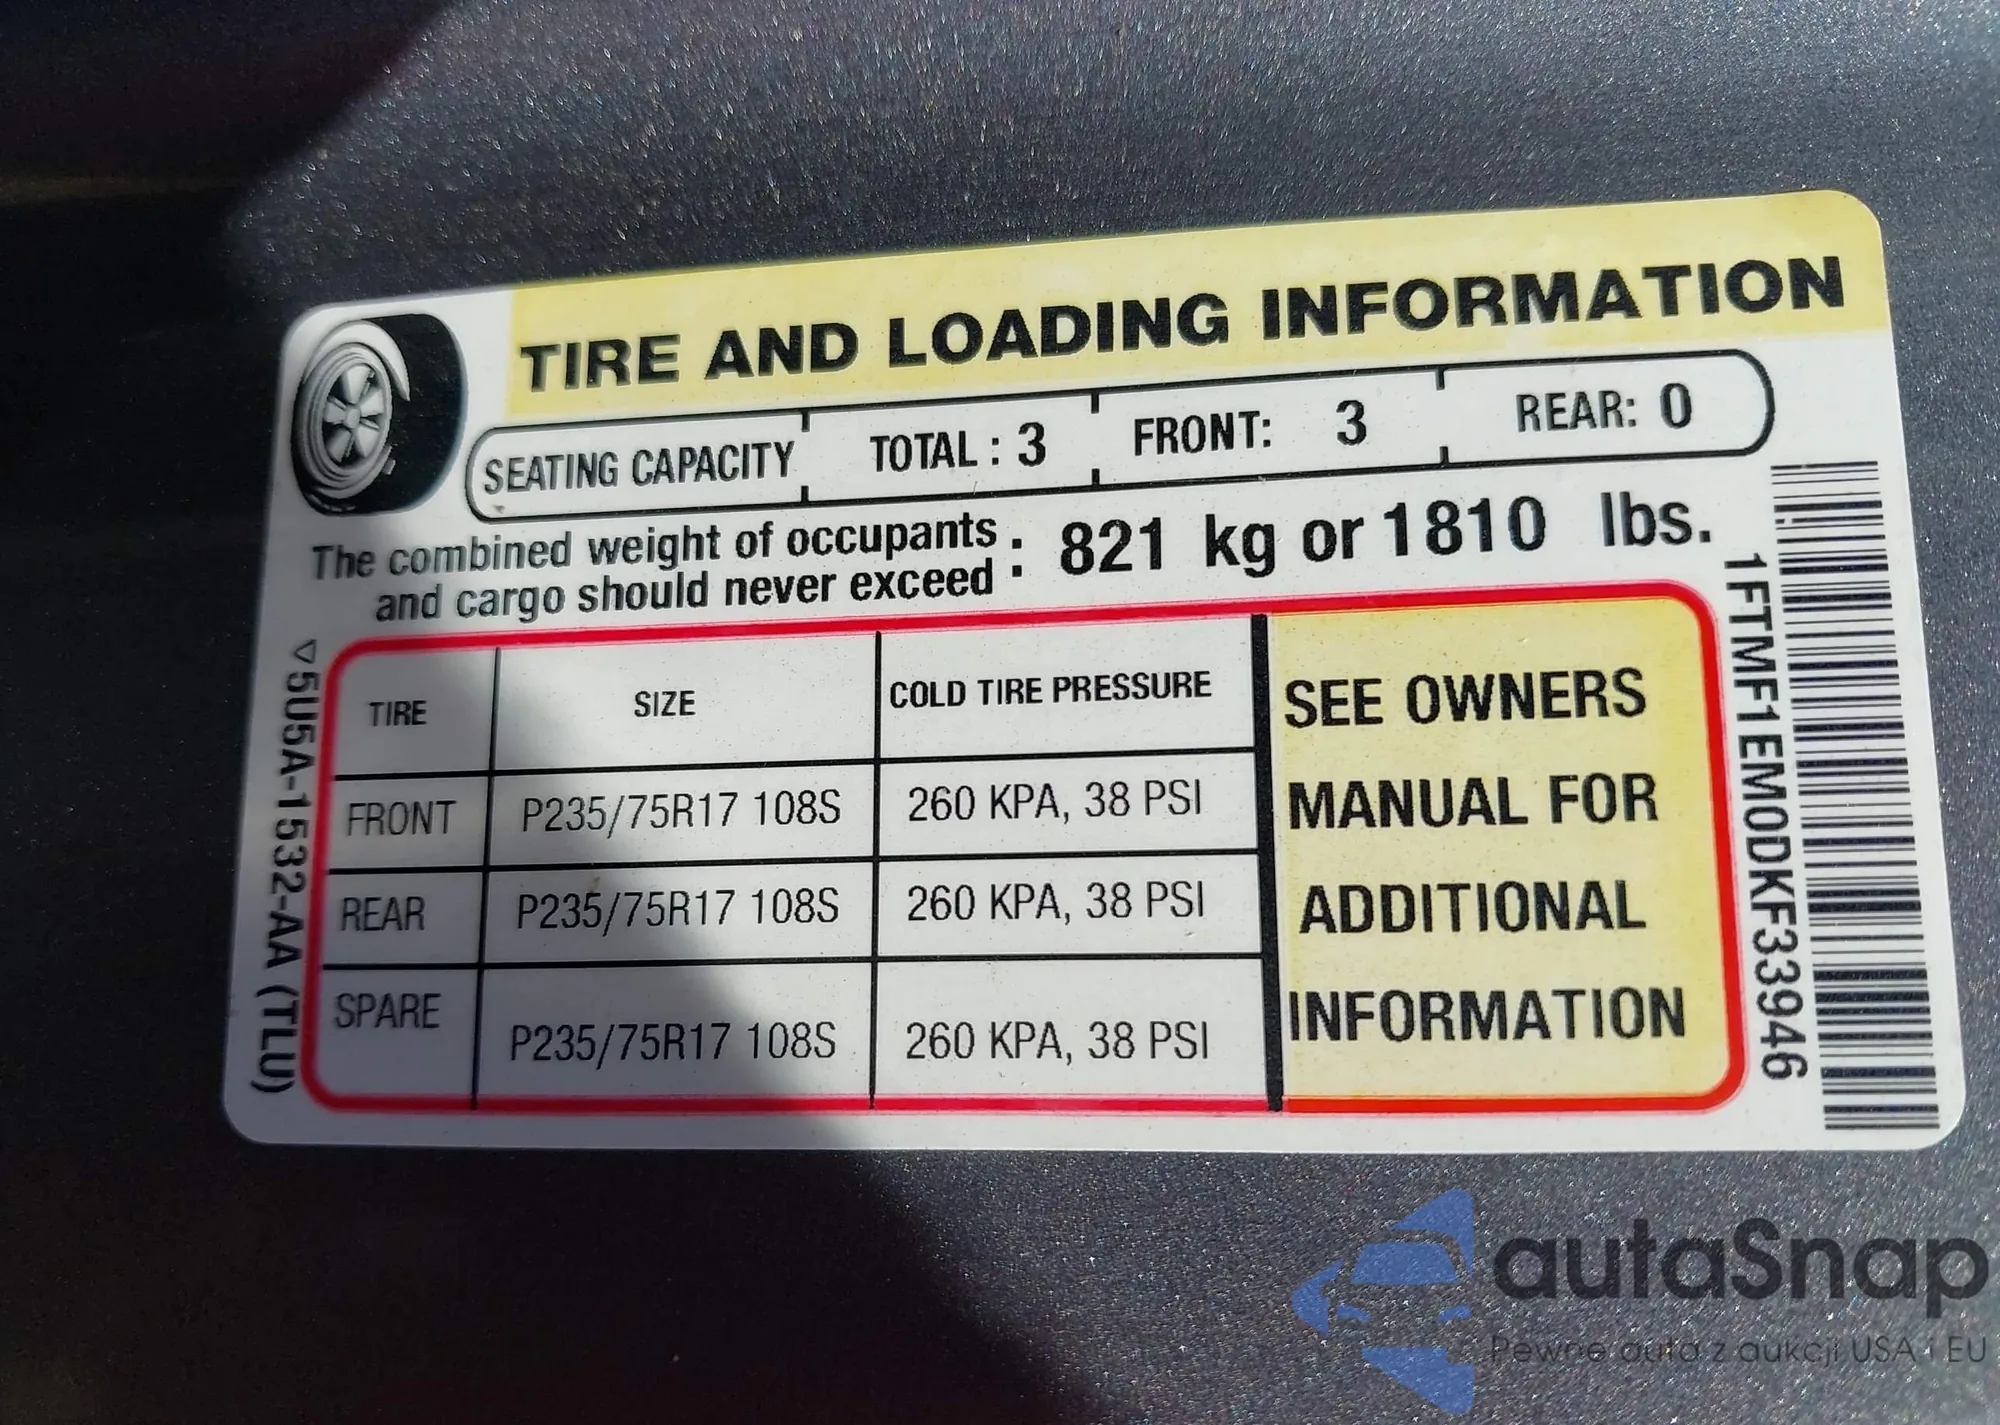 TIRE AND LOADING INFORMATION
SEATING CAPACITY TOTAL : 3 FRONT: 3 REAR: 0
The combined weight of occupants
and cargo should never exceed : 821 kg or 1810 lbs.
TIRE SIZE COLD TIRE PRESSURE
FRONT P235/75R17 108S 260 KPA, 38 PSI
REAR P235/75R17 108S 260 KPA, 38 PSI
SPARE P235/75R17 108S 260 KPA, 38 PSI
SEE OWNERS
MANUAL FOR
ADDITIONAL
INFORMATION
5U5A-1532-AA (TLU)
1FTMF1EM0DKF33946
autaSnap
Pewne auta z aukcji USA i EU